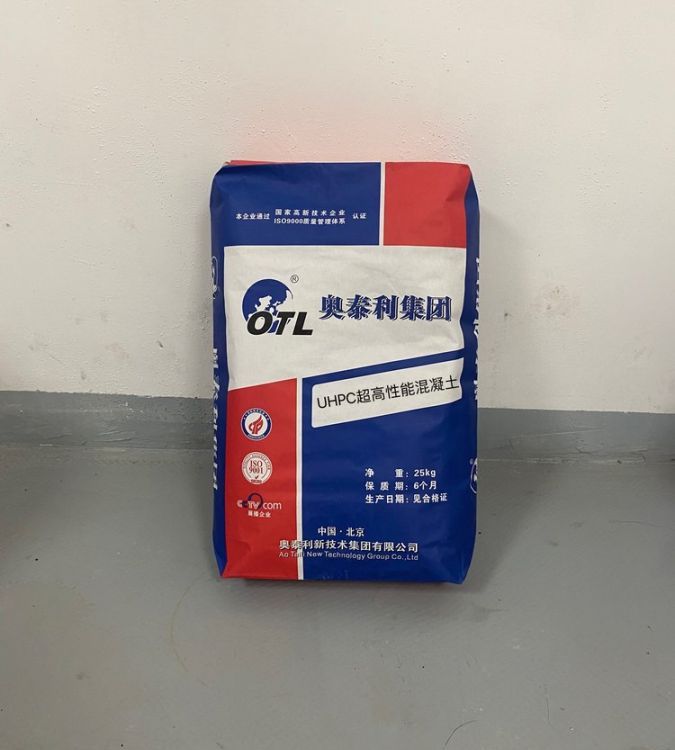 本企业通过 国家高新技术企业 认证
ISO9000质量管理体系
®
OTL 奥泰利集团
UHPC超高性能混凝土
ISO
9001
净 重：25kg
保 质 期：6个月
生产日期：见合格证
中国·北京
奥泰利新技术集团有限公司
New Technology Group Co.,Ltd